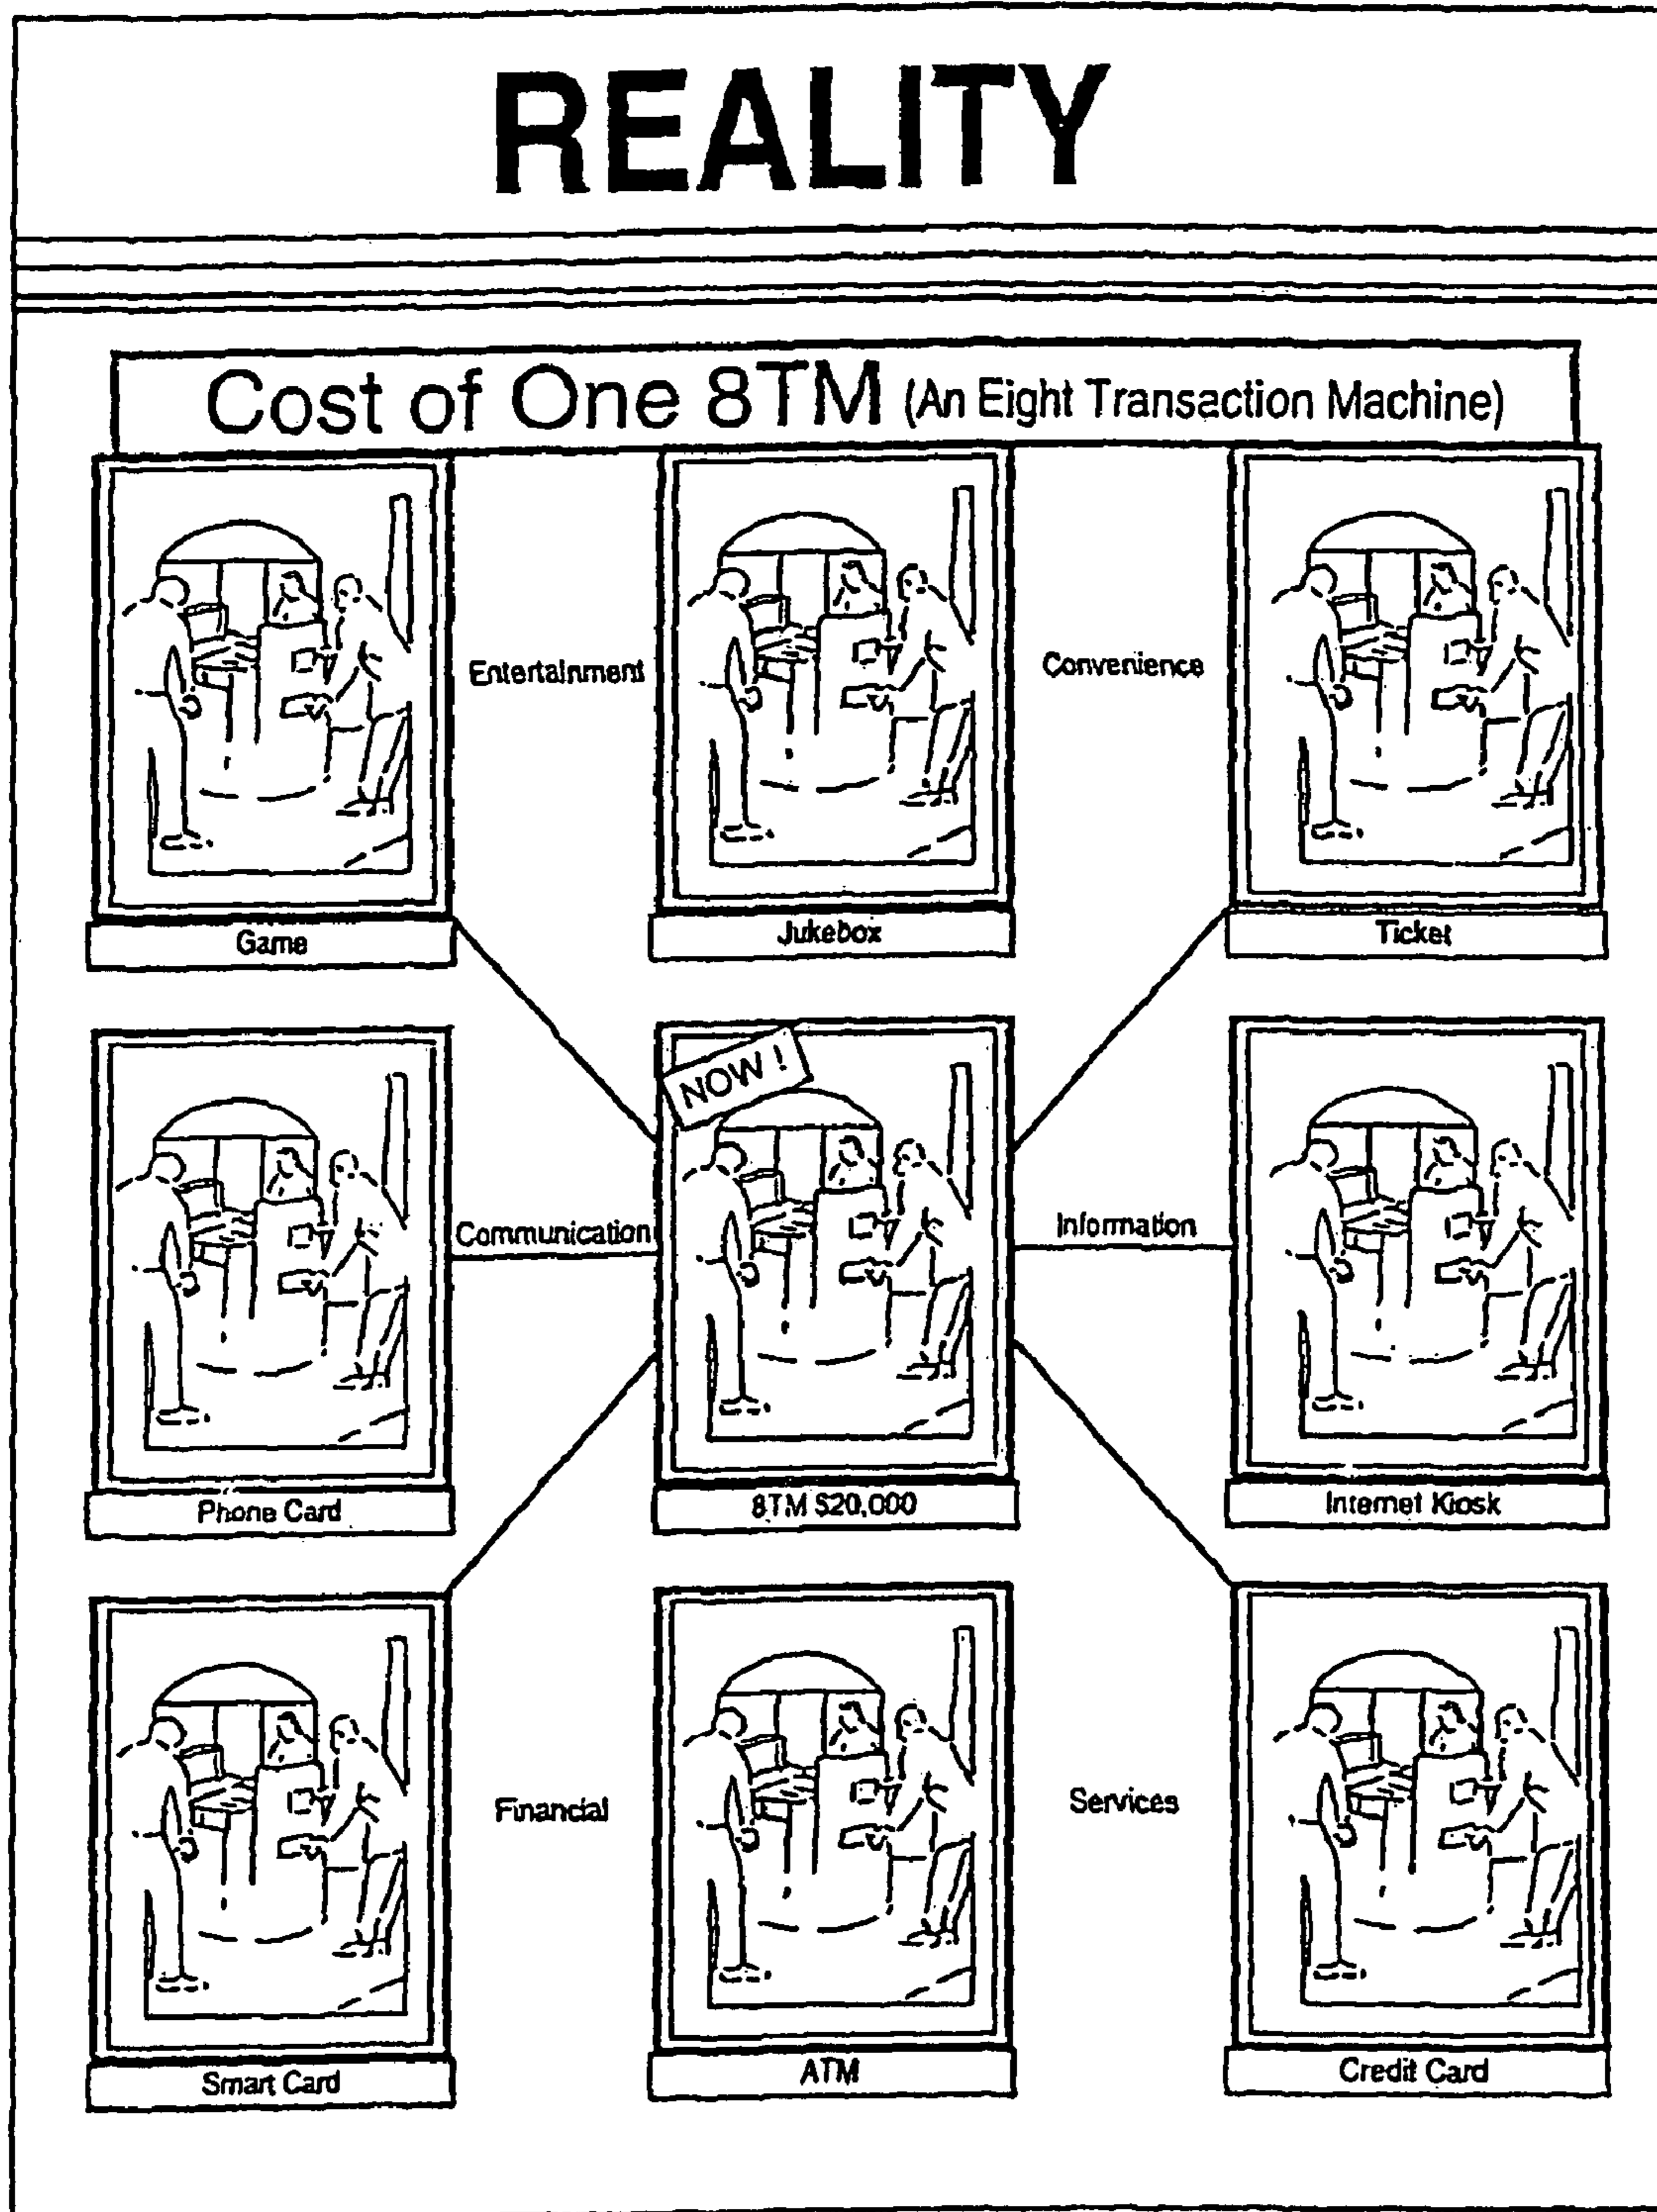 REALITY
Cost of One 8TM (An Eight Transaction Machine)
Entertainment
Convenience
Game
Jukebox
Ticket
NOW !
Communication
Information
Phone Card
8TM $20,000
Internet Kiosk
Financial
Services
Smart Card
ATM
Credit Card